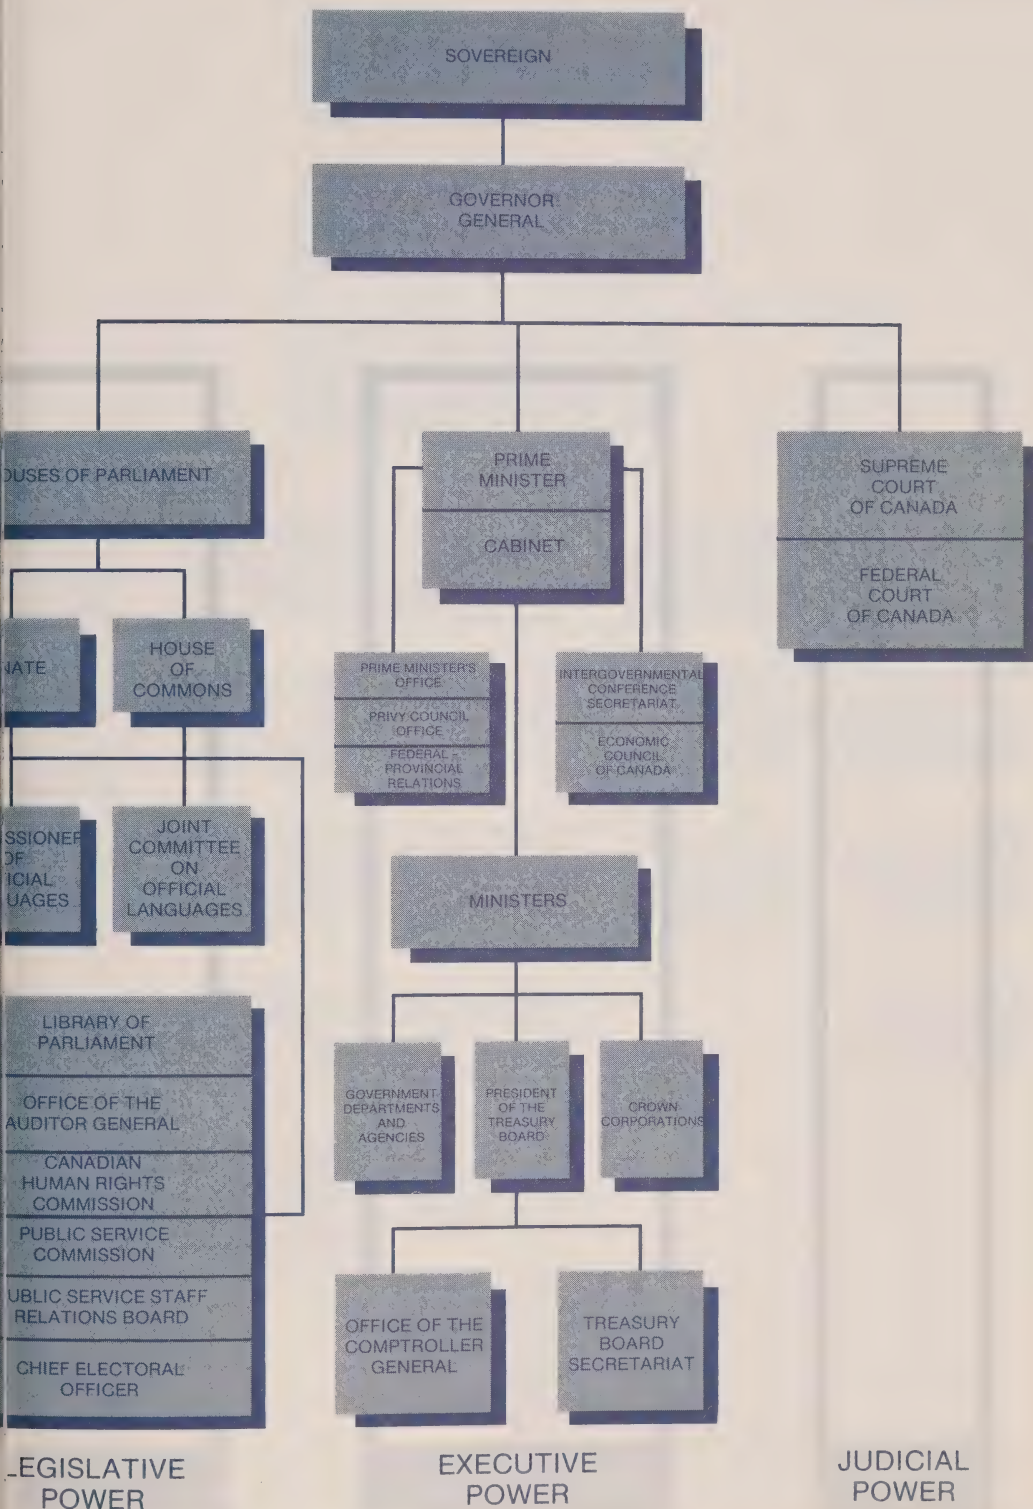 SOVEREIGN
GOVERNOR
GENERAL
OUSES OF PARLIAMENT
NATE
HOUSE
OF
COMMONS
SSIONER
OF
ICIAL
UAGES
JOINT
COMMITTEE
ON
OFFICIAL
LANGUAGES
LIBRARY OF
PARLIAMENT
OFFICE OF THE
AUDITOR GENERAL
CANADIAN
HUMAN RIGHTS
COMMISSION
PUBLIC SERVICE
COMMISSION
UBLIC SERVICE STAFF
RELATIONS BOARD
CHIEF ELECTORAL
OFFICER
LEGISLATIVE
POWER
PRIME
MINISTER
CABINET
PRIME MINISTER'S
OFFICE
PRIVY COUNCIL
OFFICE
FEDERAL -
PROVINCIAL
RELATIONS
INTERGOVERNMENTAL
CONFERENCE
SECRETARIAT
ECONOMIC
COUNCIL
OF CANADA
MINISTERS
GOVERNMENT
DEPARTMENTS
AND
AGENCIES
PRESIDENT
OF THE
TREASURY
BOARD
CROWN
CORPORATIONS
OFFICE OF THE
COMPTROLLER
GENERAL
TREASURY
BOARD
SECRETARIAT
EXECUTIVE
POWER
SUPREME
COURT
OF CANADA
FEDERAL
COURT
OF CANADA
JUDICIAL
POWER